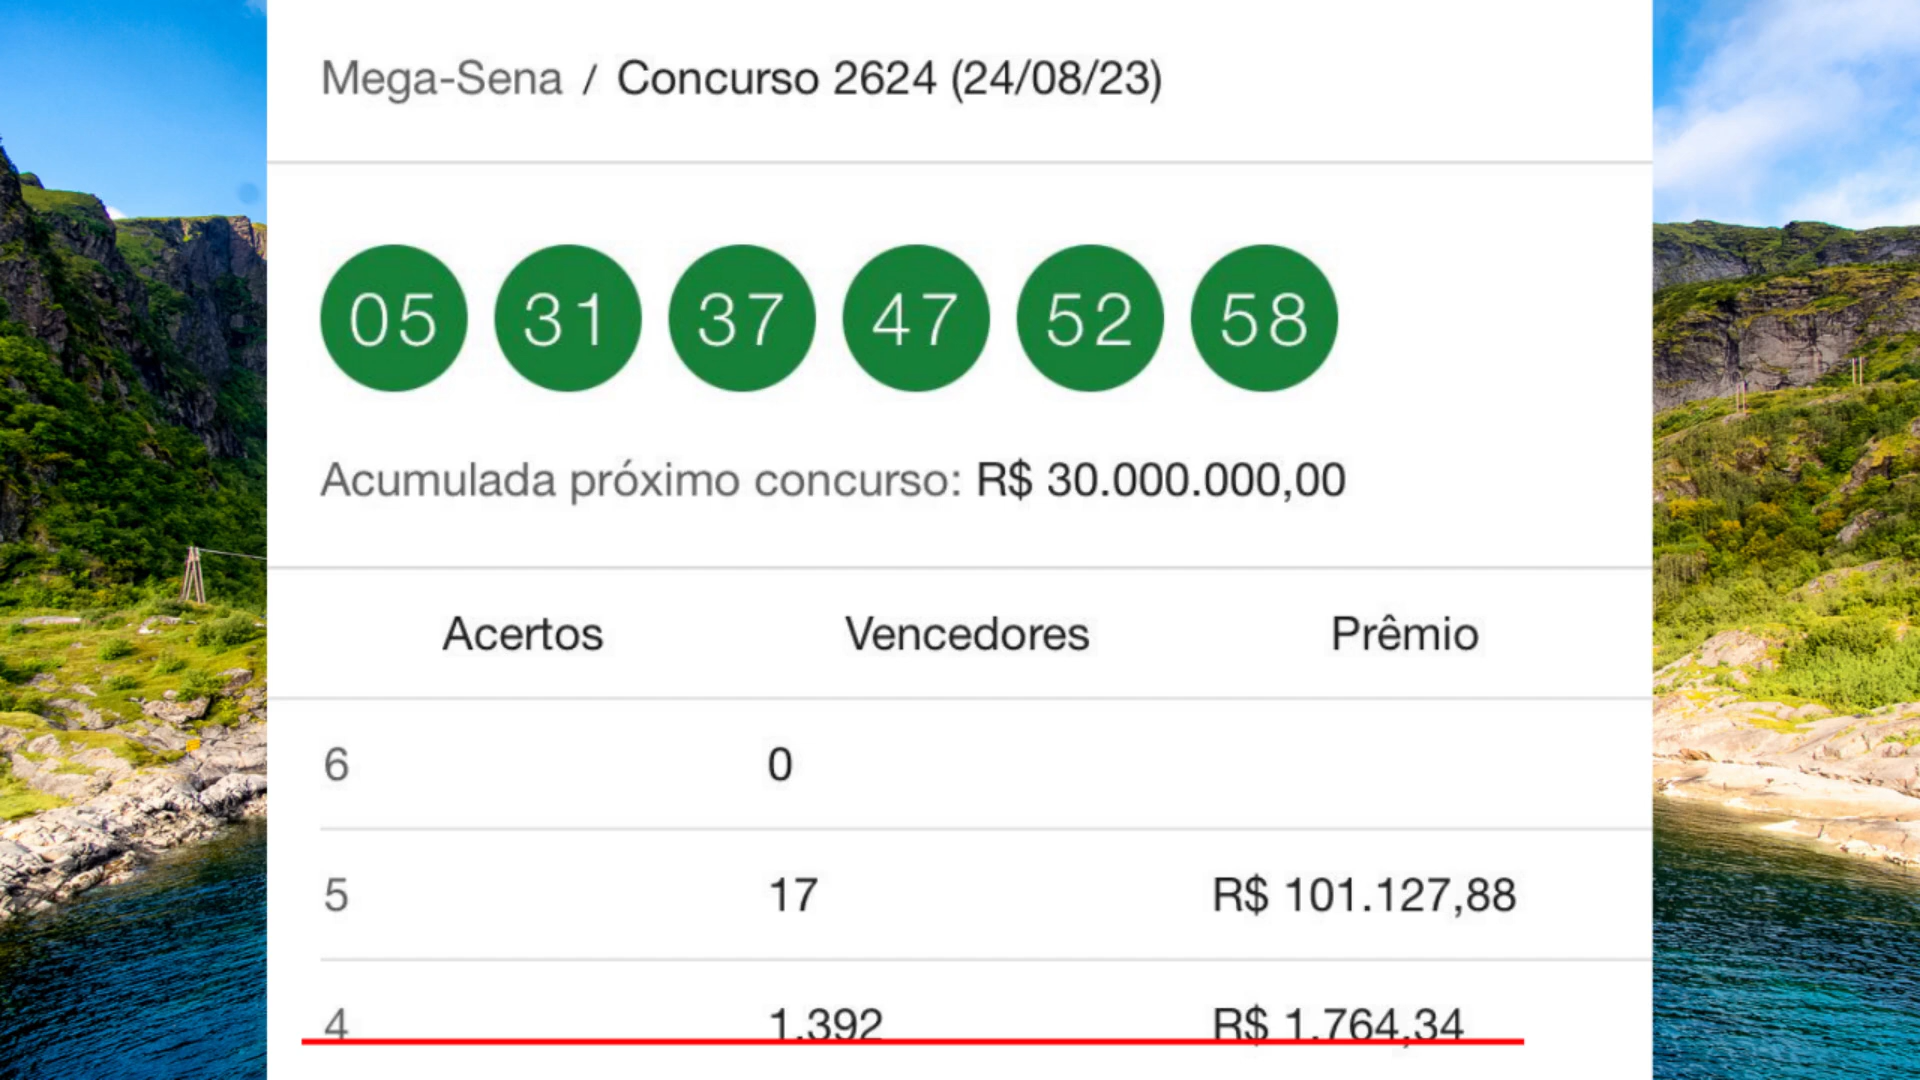 Mega-Sena / Concurso 2624 (24/08/23)
05 31 37 47 52 58
Acumulada próximo concurso: R$ 30.000.000,00
Acertos Vencedores Prêmio
6 0
5 17 R$ 101.127,88
4 1.392 R$ 1.764,34